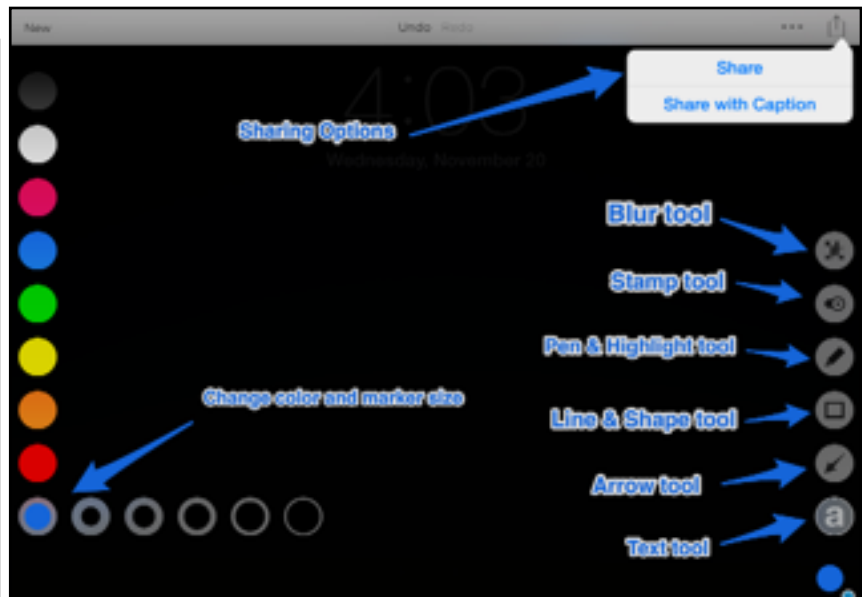 New
Undo Redo
Share
Share with Caption
4:03
Sharing Options
Wednesday, November 20
Blur tool
Stamp tool
Pen & Highlight tool
Change color and marker size
Line & Shape tool
Arrow tool
a
Text tool